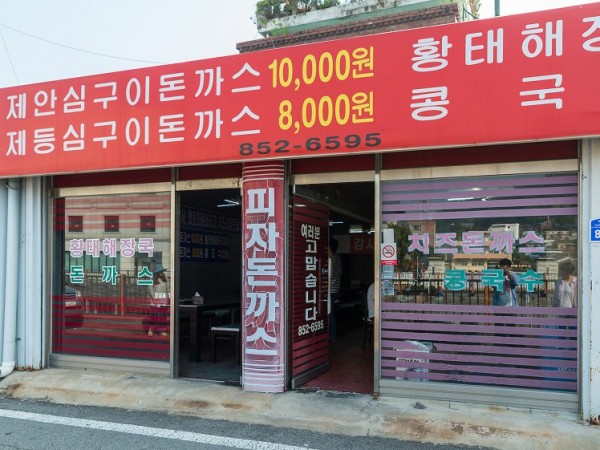 제안심구이돈까스 10,000원
제등심구이돈까스 8,000원
852-6595
황태해장
콩 국
황태해장국
돈까스
피자돈까스
여러분
고맙습니다
852-6595
감사
치즈돈까스
콩국수